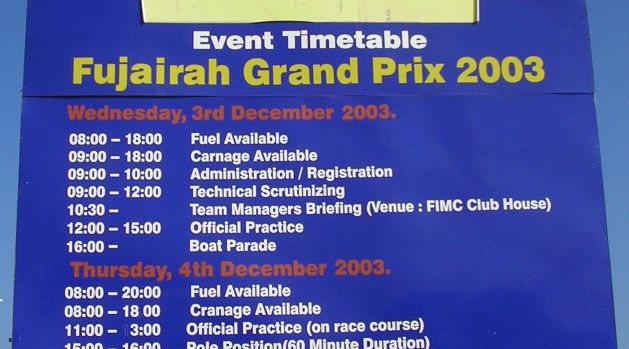 Event Timetable
Fujairah Grand Prix 2003
Wednesday, 3rd December 2003.
08:00 – 18:00 Fuel Available
09:00 – 18:00 Carnage Available
09:00 – 10:00 Administration / Registration
09:00 – 12:00 Technical Scrutinizing
10:30 – Team Managers Briefing (Venue : FIMC Club House)
12:00 – 15:00 Official Practice
16:00 – Boat Parade
Thursday, 4th December 2003.
08:00 – 20:00 Fuel Available
08:00 – 18 00 Cranage Available
11:00 – 13:00 Official Practice (on race course)
15:00 – 16:00 Pole Position(60 Minute Duration)